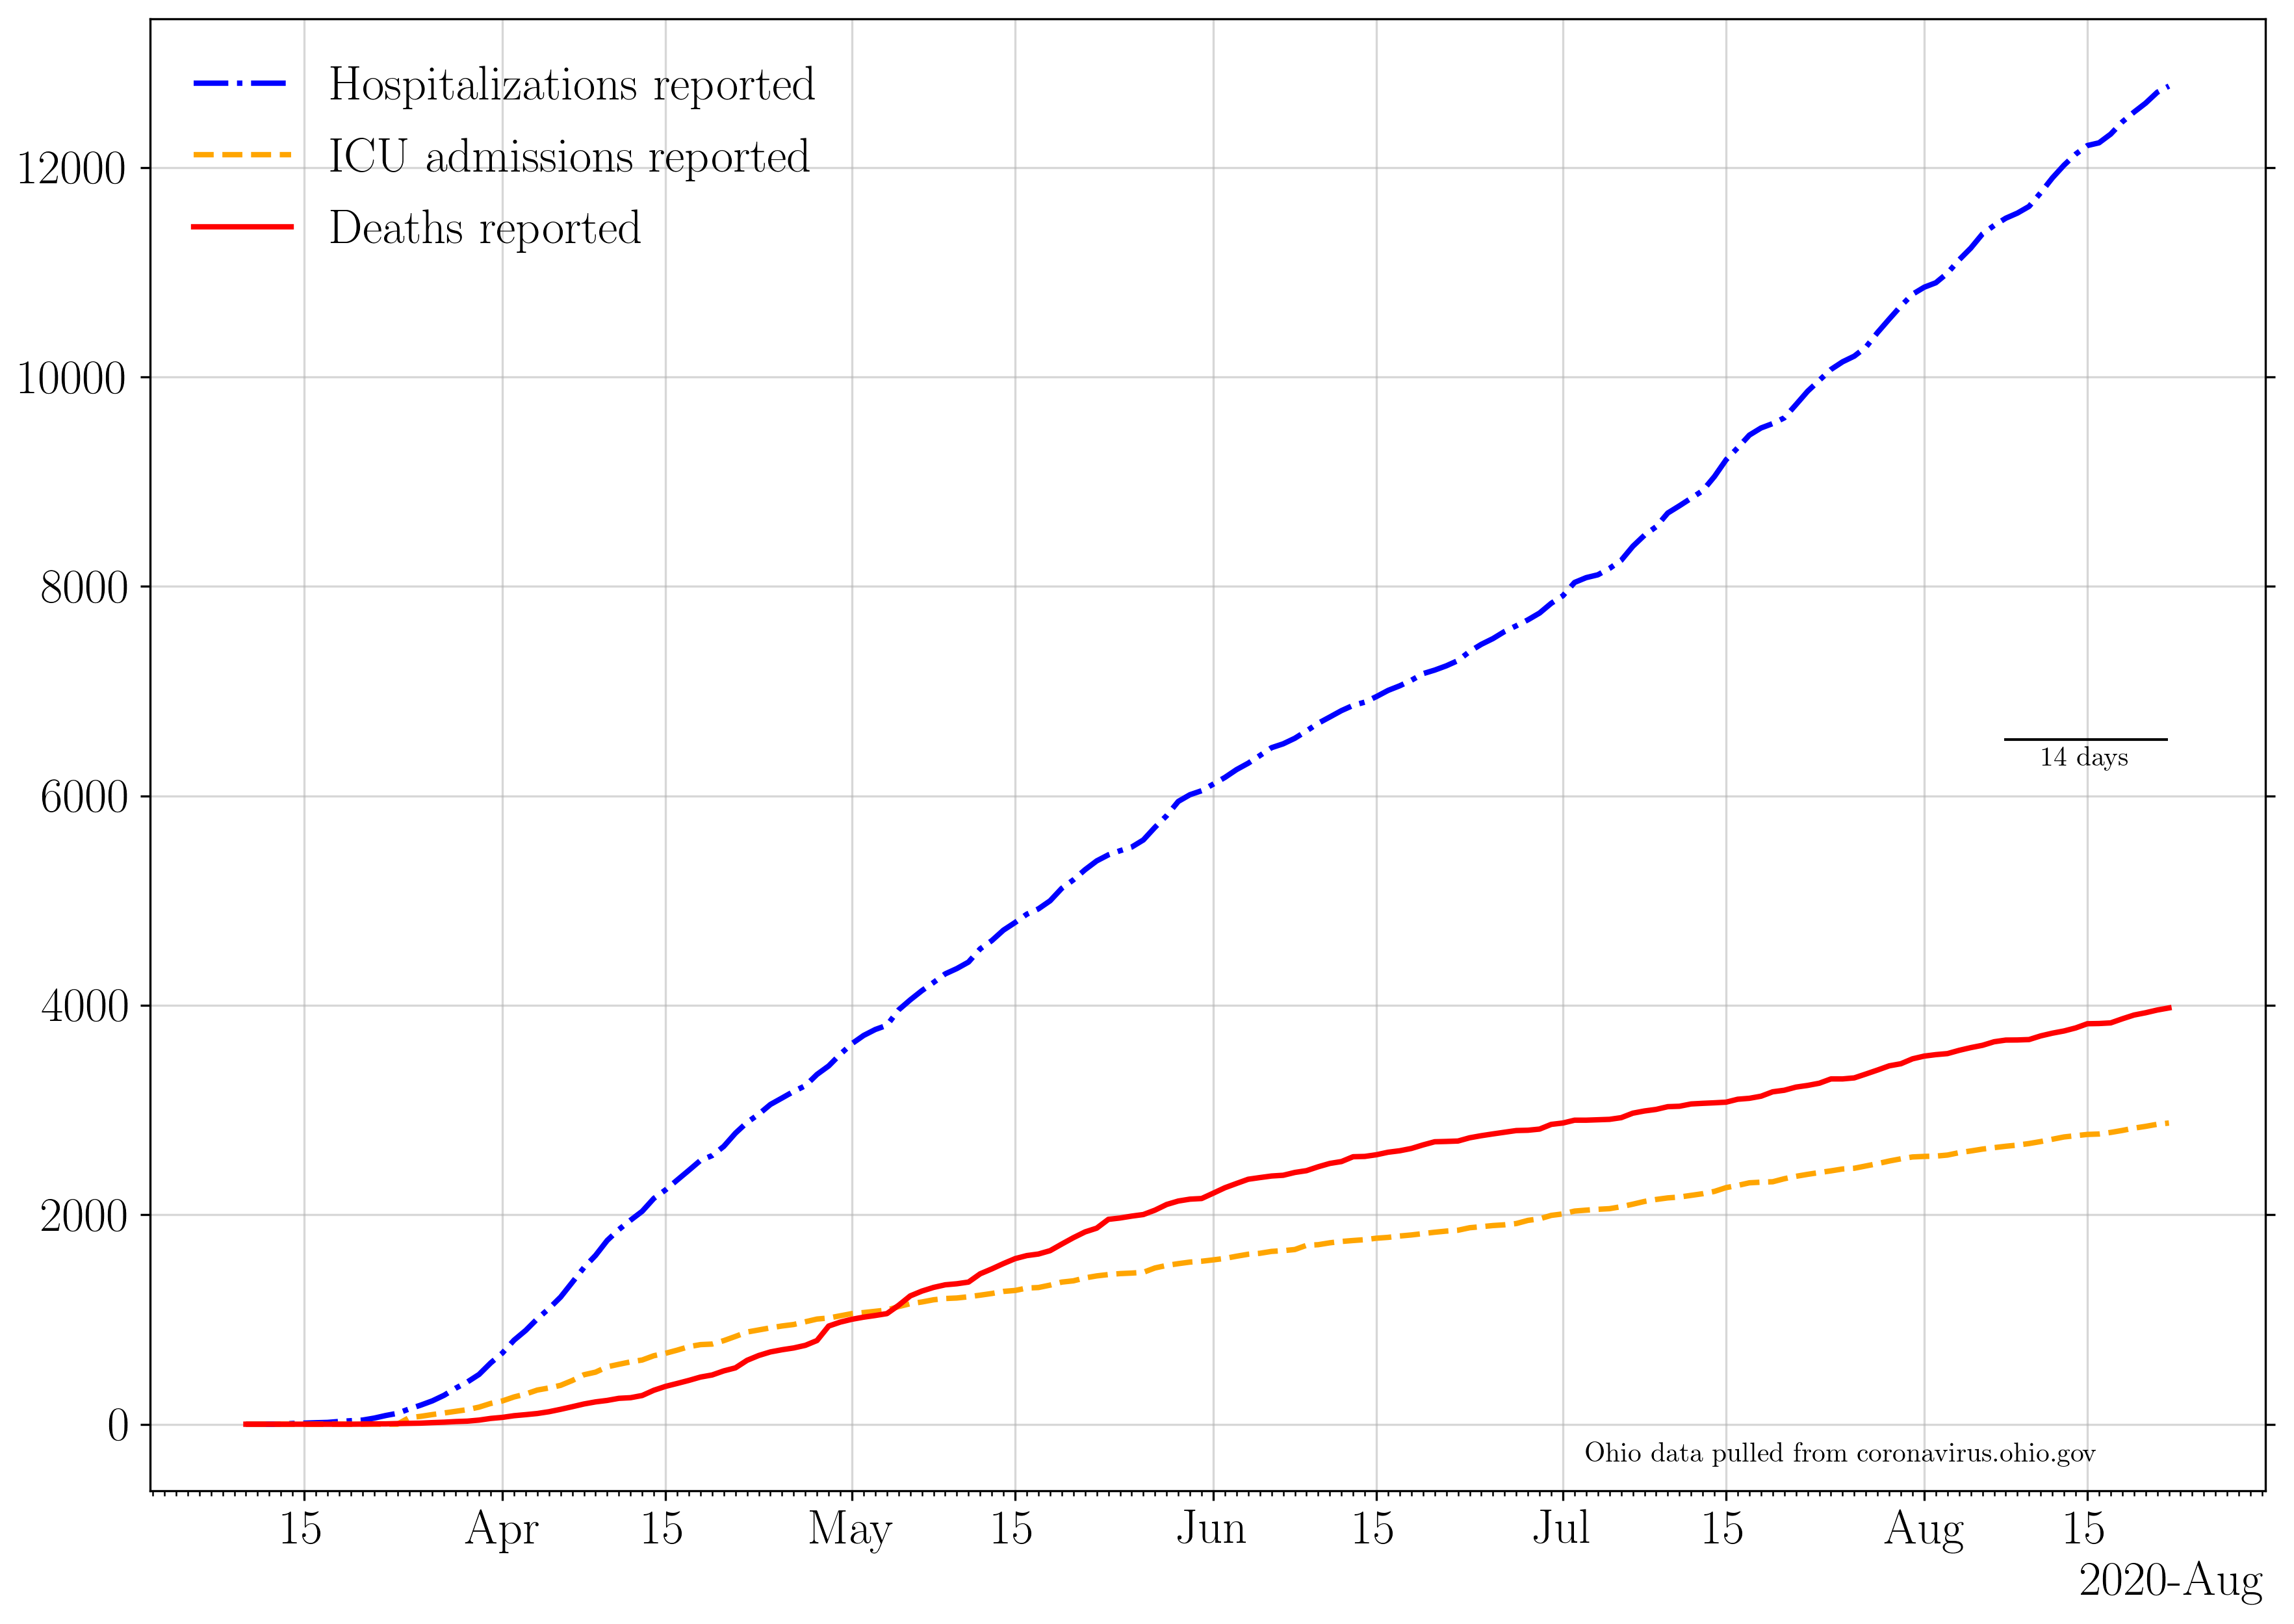 Hospitalizations reported
ICU admissions reported
Deaths reported
12000
10000
8000
6000
4000
2000
0
14 days
Ohio data pulled from coronavirus.ohio.gov
15 Apr 15 May 15 Jun 15 Jul 15 Aug 15
2020-Aug